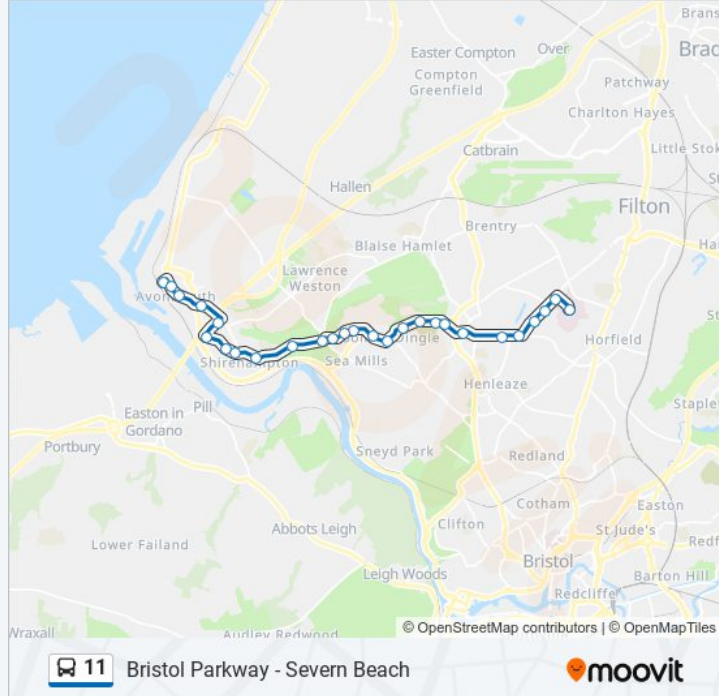 Brans
Easter Compton
Over
Brad
Compton
Greenfield
Patchway
Charlton Hayes
Catbrain
Little Stok
Hallen
Filton
Brentry
Blaise Hamlet
Lawrence
Weston
Avonmouth
Horfield
Dingle
Shirehampton
Sea Mills
Henleaze
Easton in
Gordano
Pill
Staple
Portbury
Sneyd Park
Redland
Cotham
Easton
Clifton
St Jude's
Abbots Leigh
Redf
Lower Failand
Bristol
Leigh Woods
Barton Hill
Redcliffe
Wraxall
Audley Redwood
© OpenStreetMap contributors | © OpenMapTiles
11 Bristol Parkway - Severn Beach
moovit